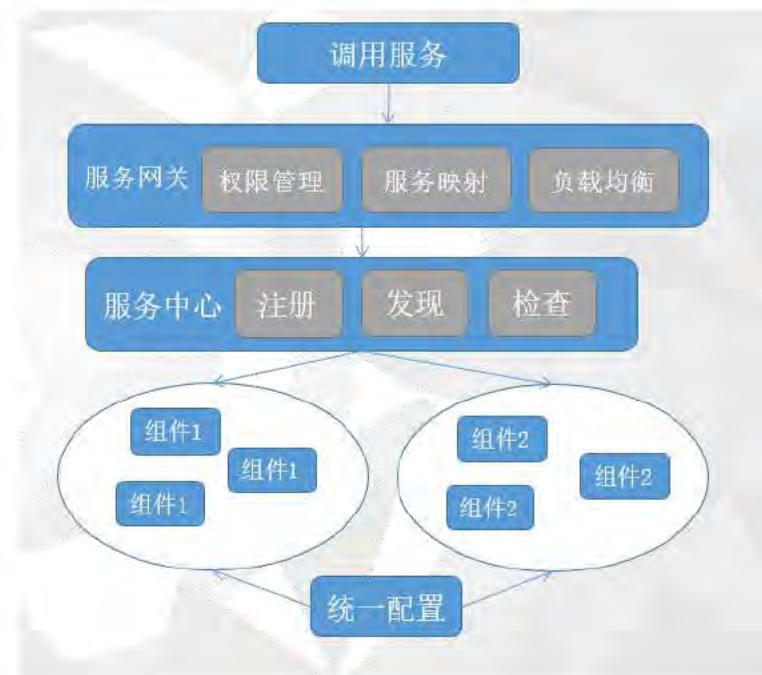 调用服务
服务网关 权限管理 服务映射 负载均衡
服务中心 注册 发现 检查
组件1
组件1
组件1
组件2
组件2
组件2
统一配置